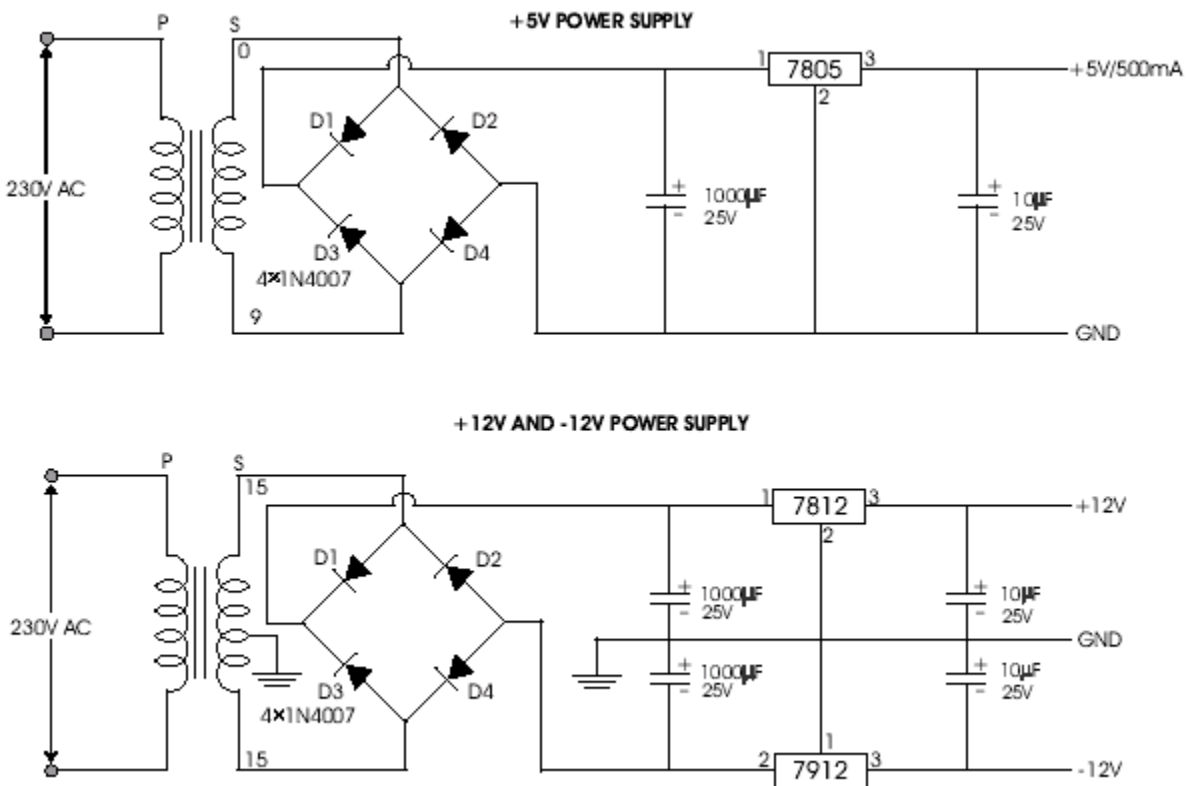 +5V POWER SUPPLY
P
S
0
230V AC
9
D1
D2
D3
D4
4×1N4007
1000µF
25V
1
7805
3
2
10µF
25V
+5V/500mA
GND
+12V AND -12V POWER SUPPLY
P
S
15
230V AC
15
D1
D2
D3
D4
4×1N4007
1
7812
3
2
+
1000µF
-
25V
+
1000µF
-
25V
+
10µF
-
25V
+
10µF
-
25V
1
2
7912
3
+12V
GND
-12V